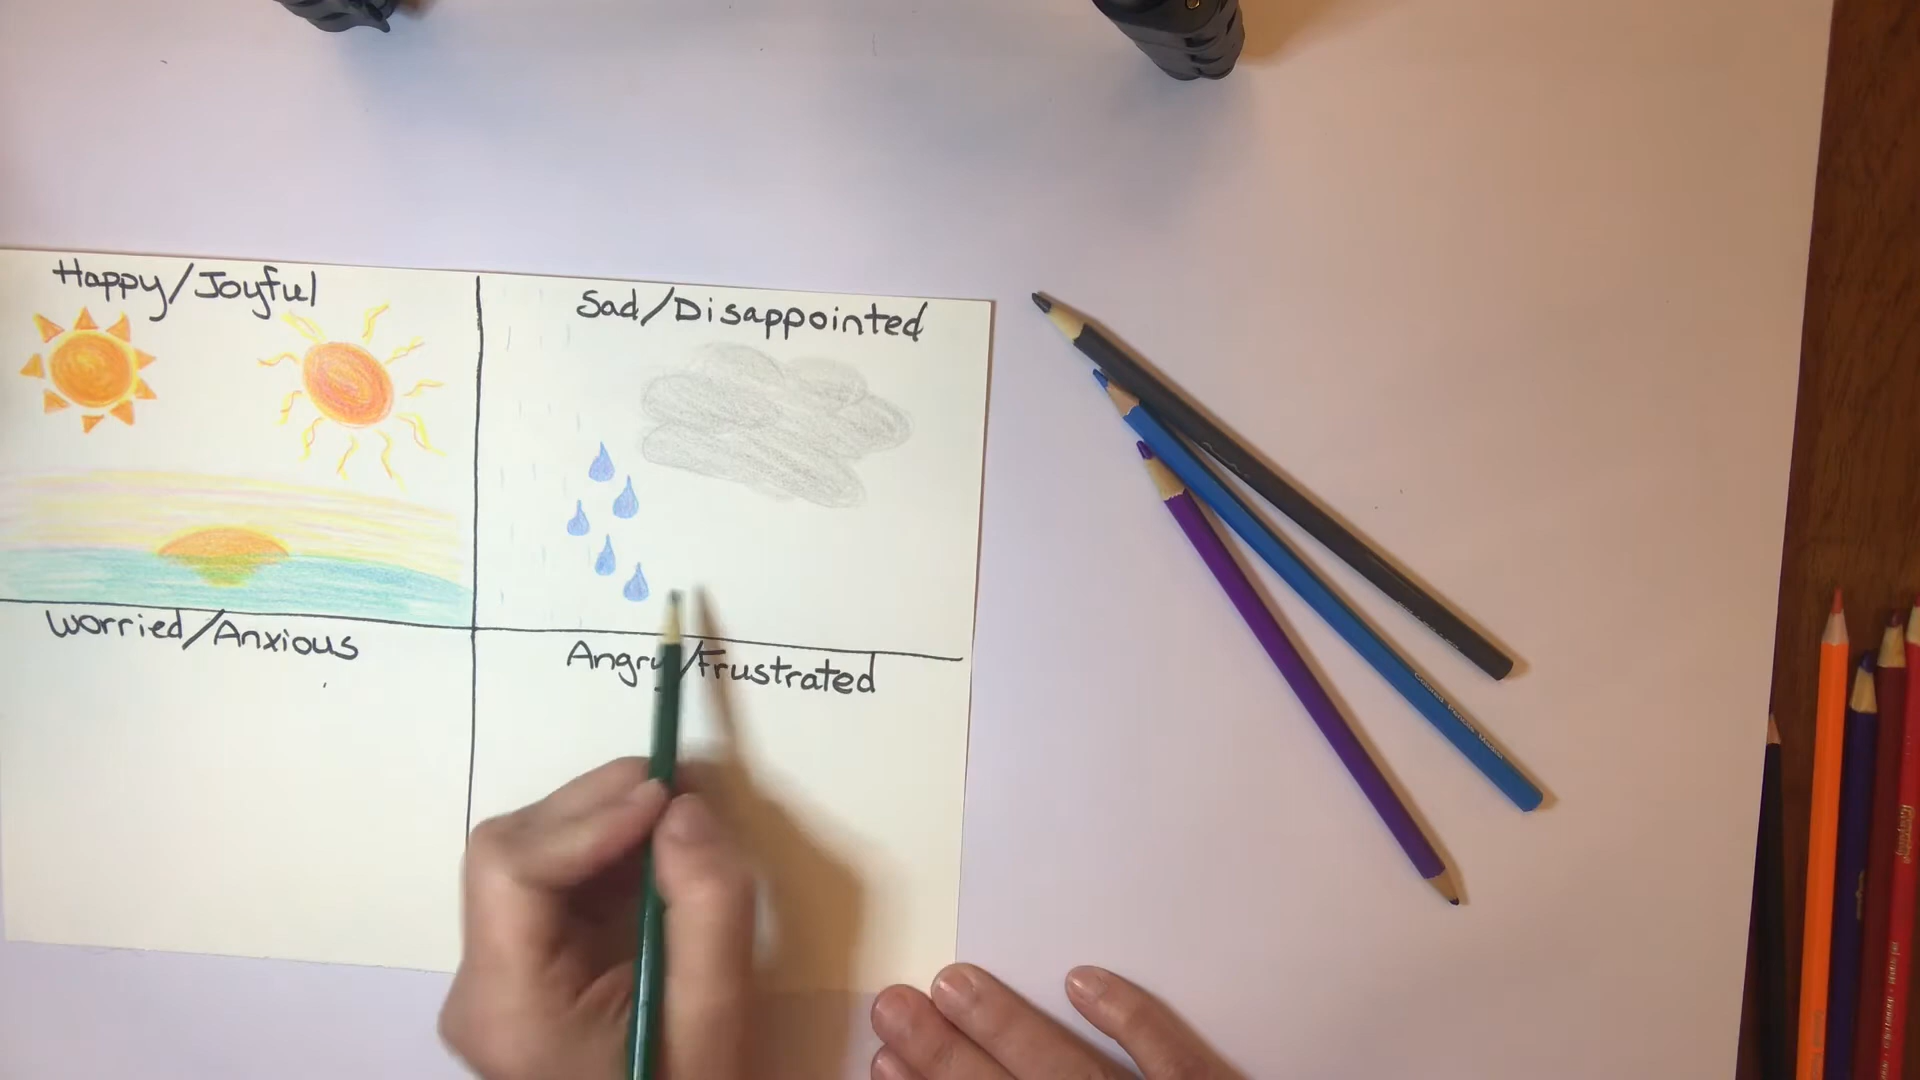 Happy/Joyful
Sad/Disappointed
Worried/Anxious
Angry/Frustrated